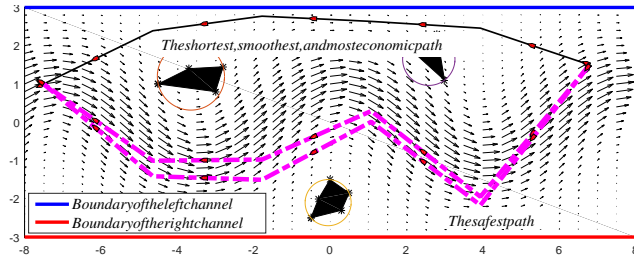 3
2
1
0
-1
-2
-3
Theshortest,smoothest,andmosteconomicpath
Boundaryoftheleftchannel
Boundaryoftherightchannel
Thesafestpath
-8 -6 -4 -2 0 2 4 6 8